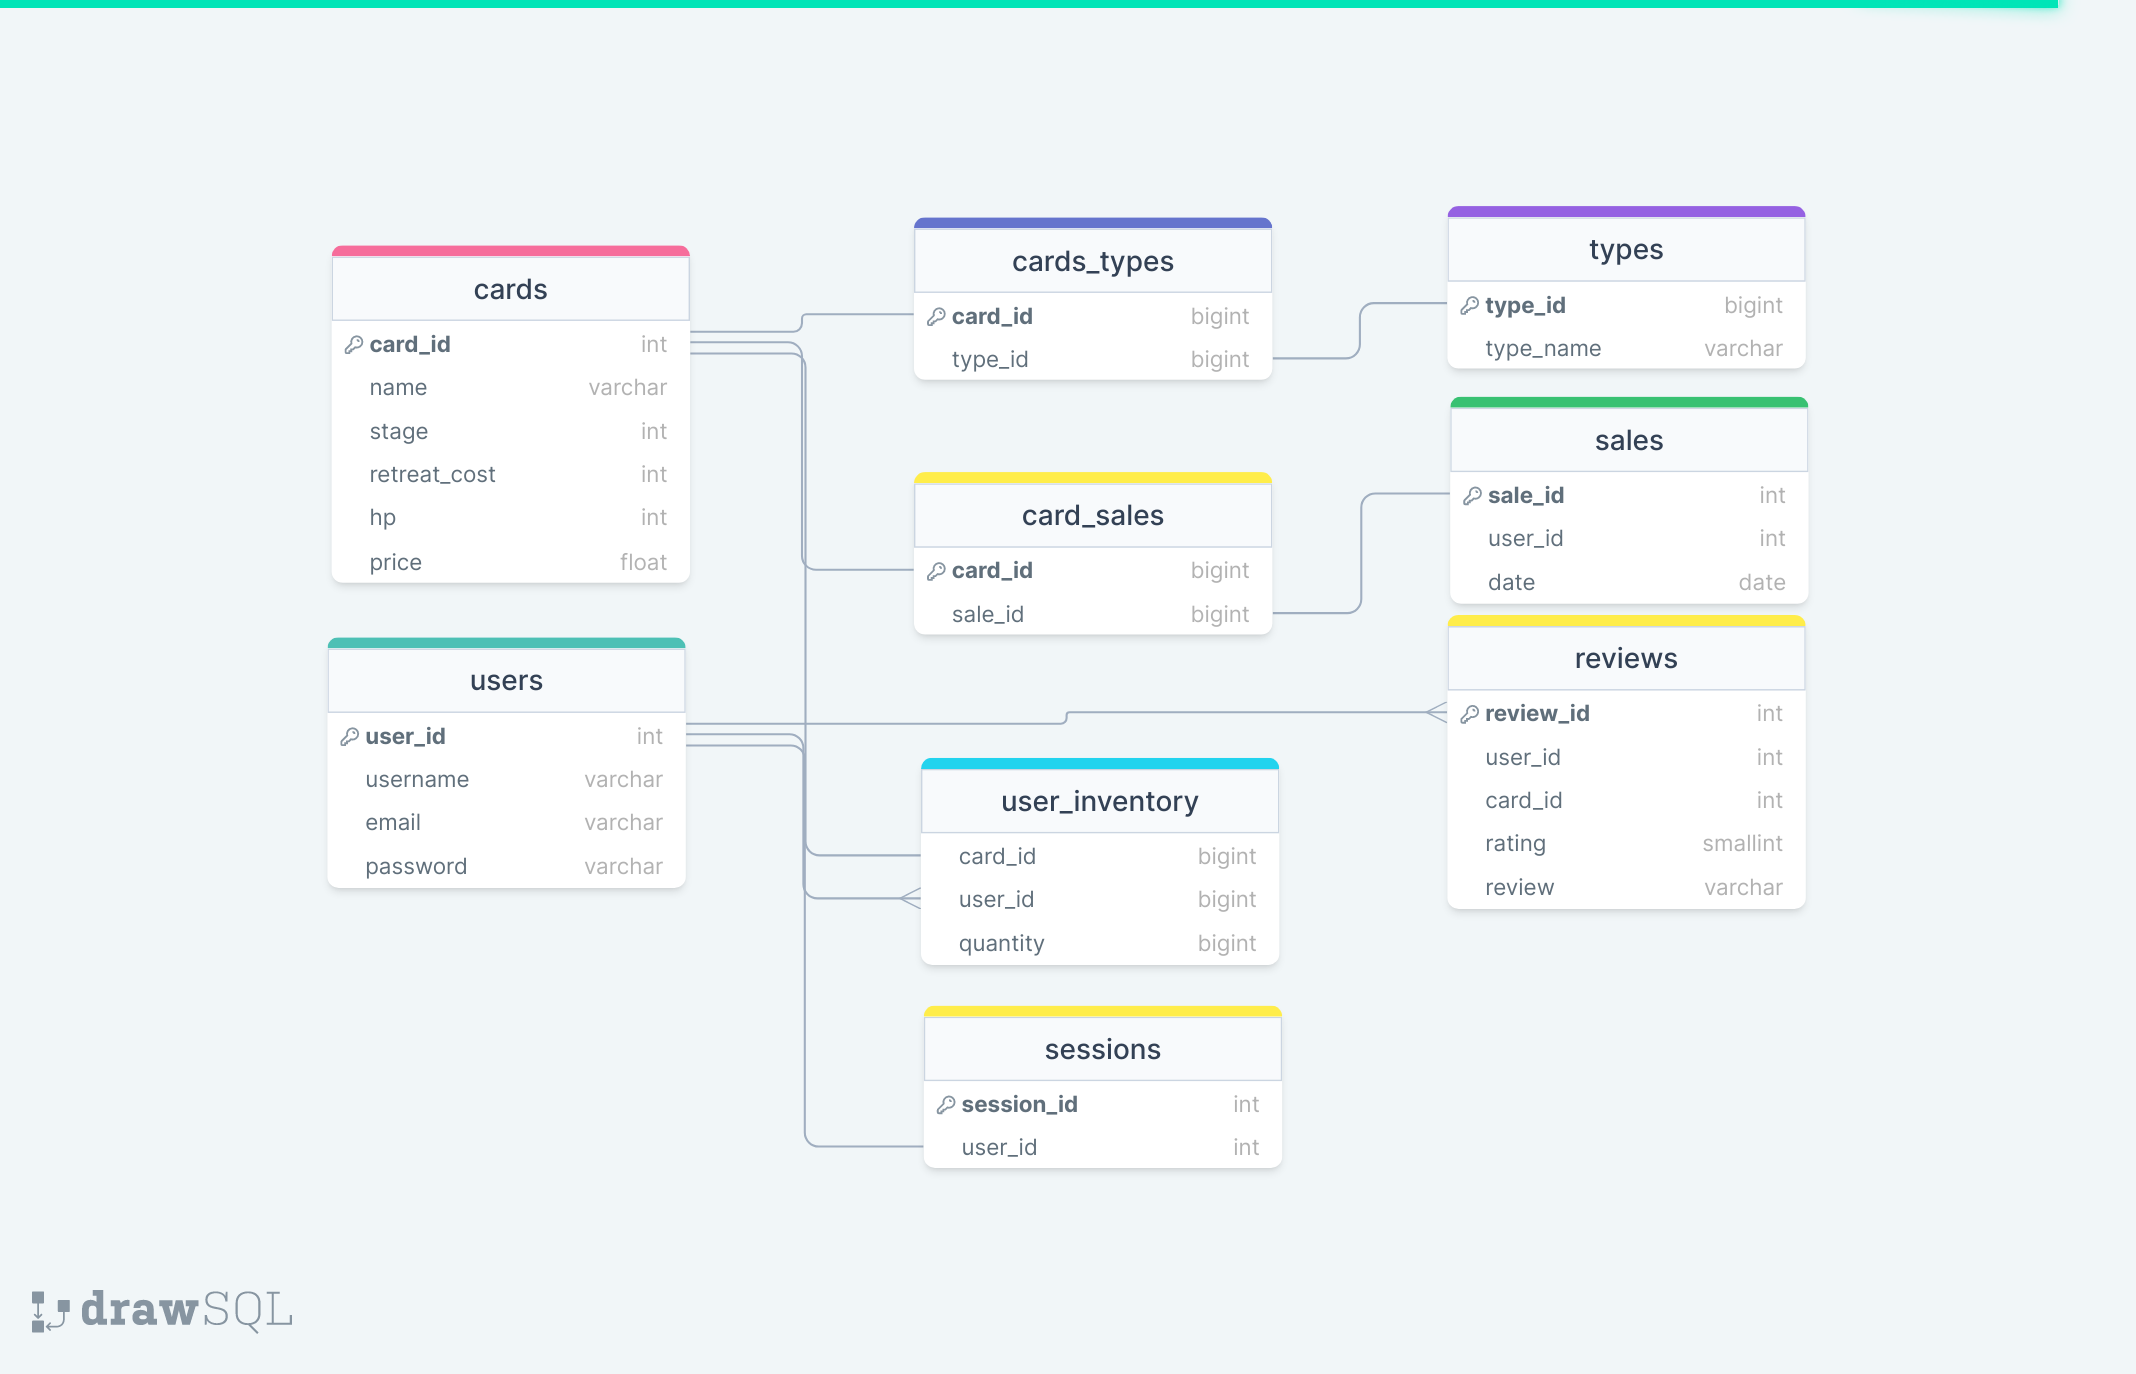 cards
card_id int
name varchar
stage int
retreat_cost int
hp int
price float
cards_types
card_id bigint
type_id bigint
types
type_id bigint
type_name varchar
card_sales
card_id bigint
sale_id bigint
sales
sale_id int
user_id int
date date
users
user_id int
username varchar
email varchar
password varchar
reviews
review_id int
user_id int
card_id int
rating smallint
review varchar
user_inventory
card_id bigint
user_id bigint
quantity bigint
sessions
session_id int
user_id int
drawSQL